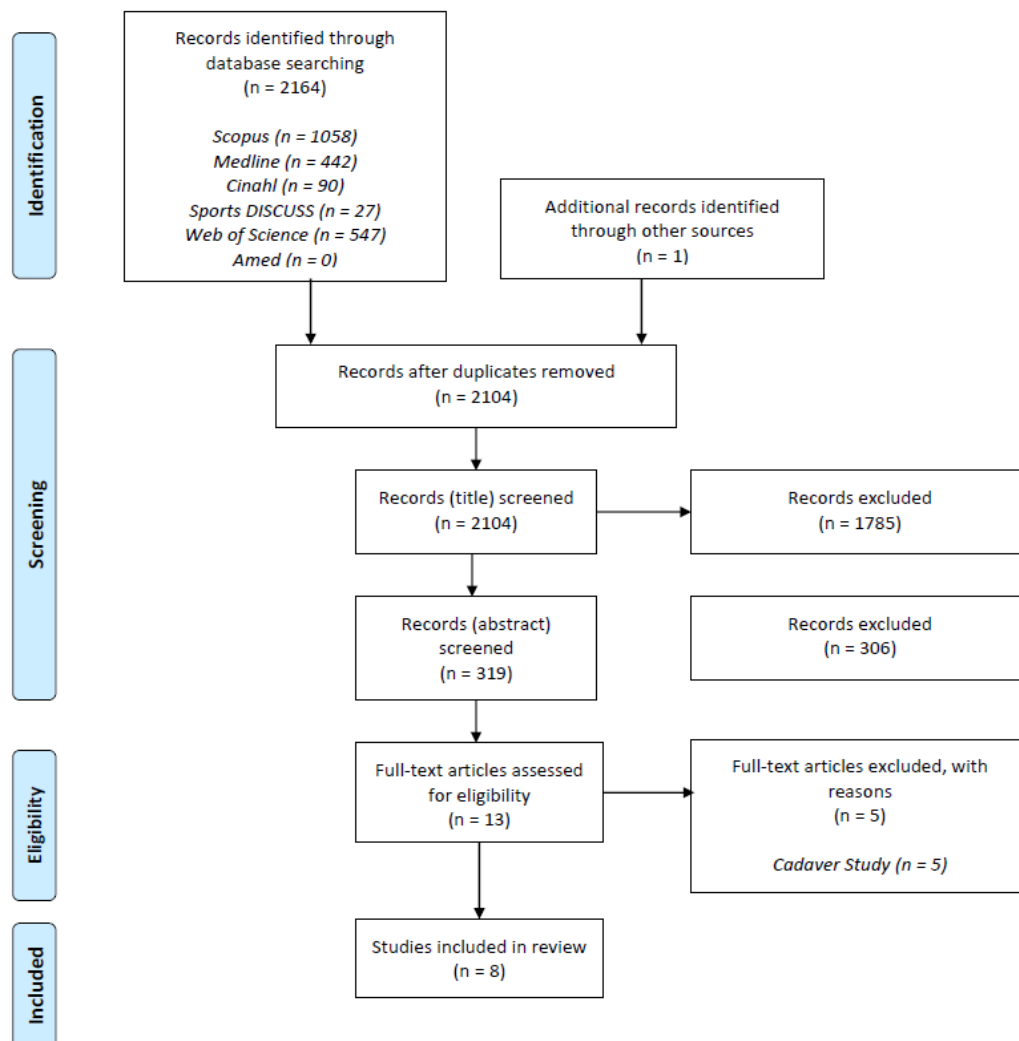 Identification
Records identified through
database searching
(n = 2164)
Scopus (n = 1058)
Medline (n = 442)
Cinahl (n = 90)
Sports DISCUSS (n = 27)
Web of Science (n = 547)
Amed (n = 0)
Additional records identified
through other sources
(n = 1)
Screening
Records after duplicates removed
(n = 2104)
Records (title) screened
(n = 2104)
Records excluded
(n = 1785)
Records (abstract)
screened
(n = 319)
Records excluded
(n = 306)
Eligibility
Full-text articles assessed
for eligibility
(n = 13)
Full-text articles excluded, with
reasons
(n = 5)
Cadaver Study (n = 5)
Included
Studies included in review
(n = 8)